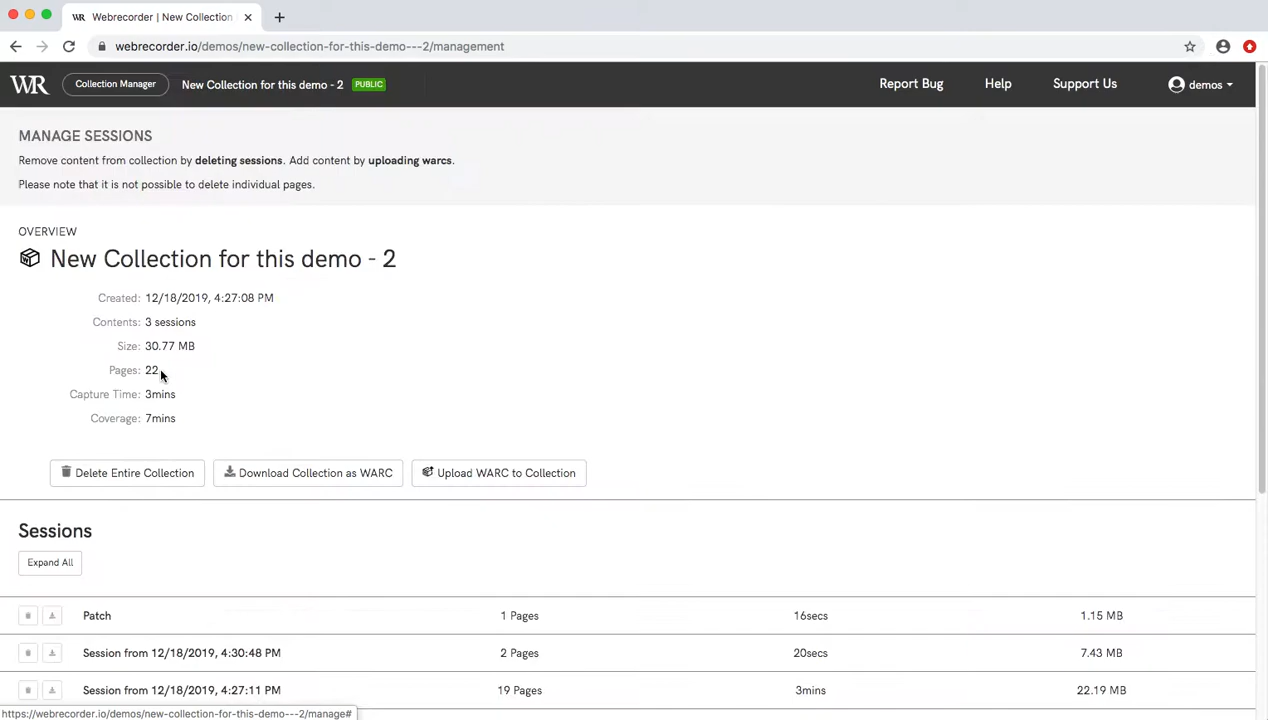 WR Webrecorder | New Collection
webrecorder.io/demos/new-collection-for-this-demo---2/management
WR Collection Manager New Collection for this demo - 2 PUBLIC Report Bug Help Support Us demos
MANAGE SESSIONS
Remove content from collection by deleting sessions. Add content by uploading warcs.
Please note that it is not possible to delete individual pages.
OVERVIEW
New Collection for this demo - 2
Created: 12/18/2019, 4:27:08 PM
Contents: 3 sessions
Size: 30.77 MB
Pages: 22
Capture Time: 3mins
Coverage: 7mins
Delete Entire Collection Download Collection as WARC Upload WARC to Collection
Sessions
Expand All
Patch 1 Pages 16secs 1.15 MB
Session from 12/18/2019, 4:30:48 PM 2 Pages 20secs 7.43 MB
Session from 12/18/2019, 4:27:11 PM 19 Pages 3mins 22.19 MB
https://webrecorder.io/demos/new-collection-for-this-demo---2/manage#